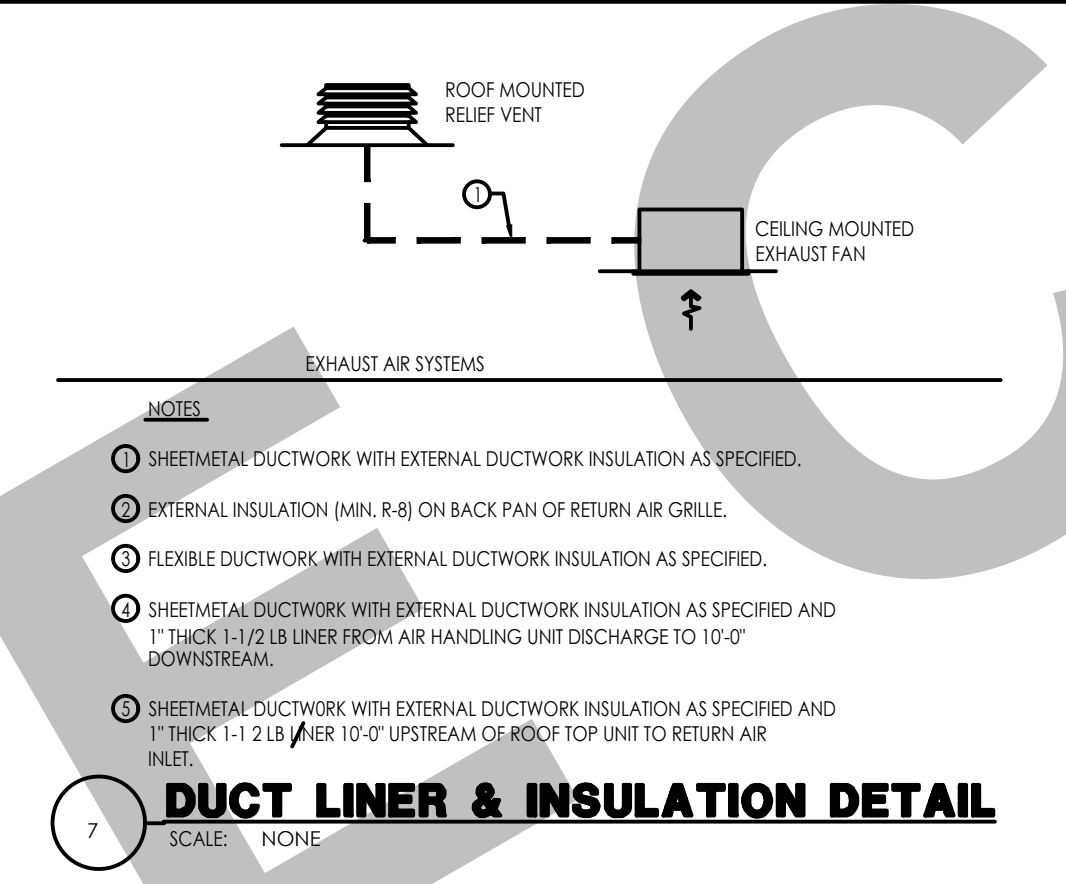 ROOF MOUNTED
RELIEF VENT
1
CEILING MOUNTED
EXHAUST FAN
EXHAUST AIR SYSTEMS
NOTES
1 SHEETMETAL DUCTWORK WITH EXTERNAL DUCTWORK INSULATION AS SPECIFIED.
2 EXTERNAL INSULATION (MIN. R-8) ON BACK PAN OF RETURN AIR GRILLE.
3 FLEXIBLE DUCTWORK WITH EXTERNAL DUCTWORK INSULATION AS SPECIFIED.
4 SHEETMETAL DUCTW0RK WITH EXTERNAL DUCTWORK INSULATION AS SPECIFIED AND
1" THICK 1-1/2 LB LINER FROM AIR HANDLING UNIT DISCHARGE TO 10'-0"
DOWNSTREAM.
5 SHEETMETAL DUCTW0RK WITH EXTERNAL DUCTWORK INSULATION AS SPECIFIED AND
1" THICK 1-1 2 LB LINER 10'-0" UPSTREAM OF ROOF TOP UNIT TO RETURN AIR
INLET.
7 DUCT LINER & INSULATION DETAIL
SCALE: NONE
E C